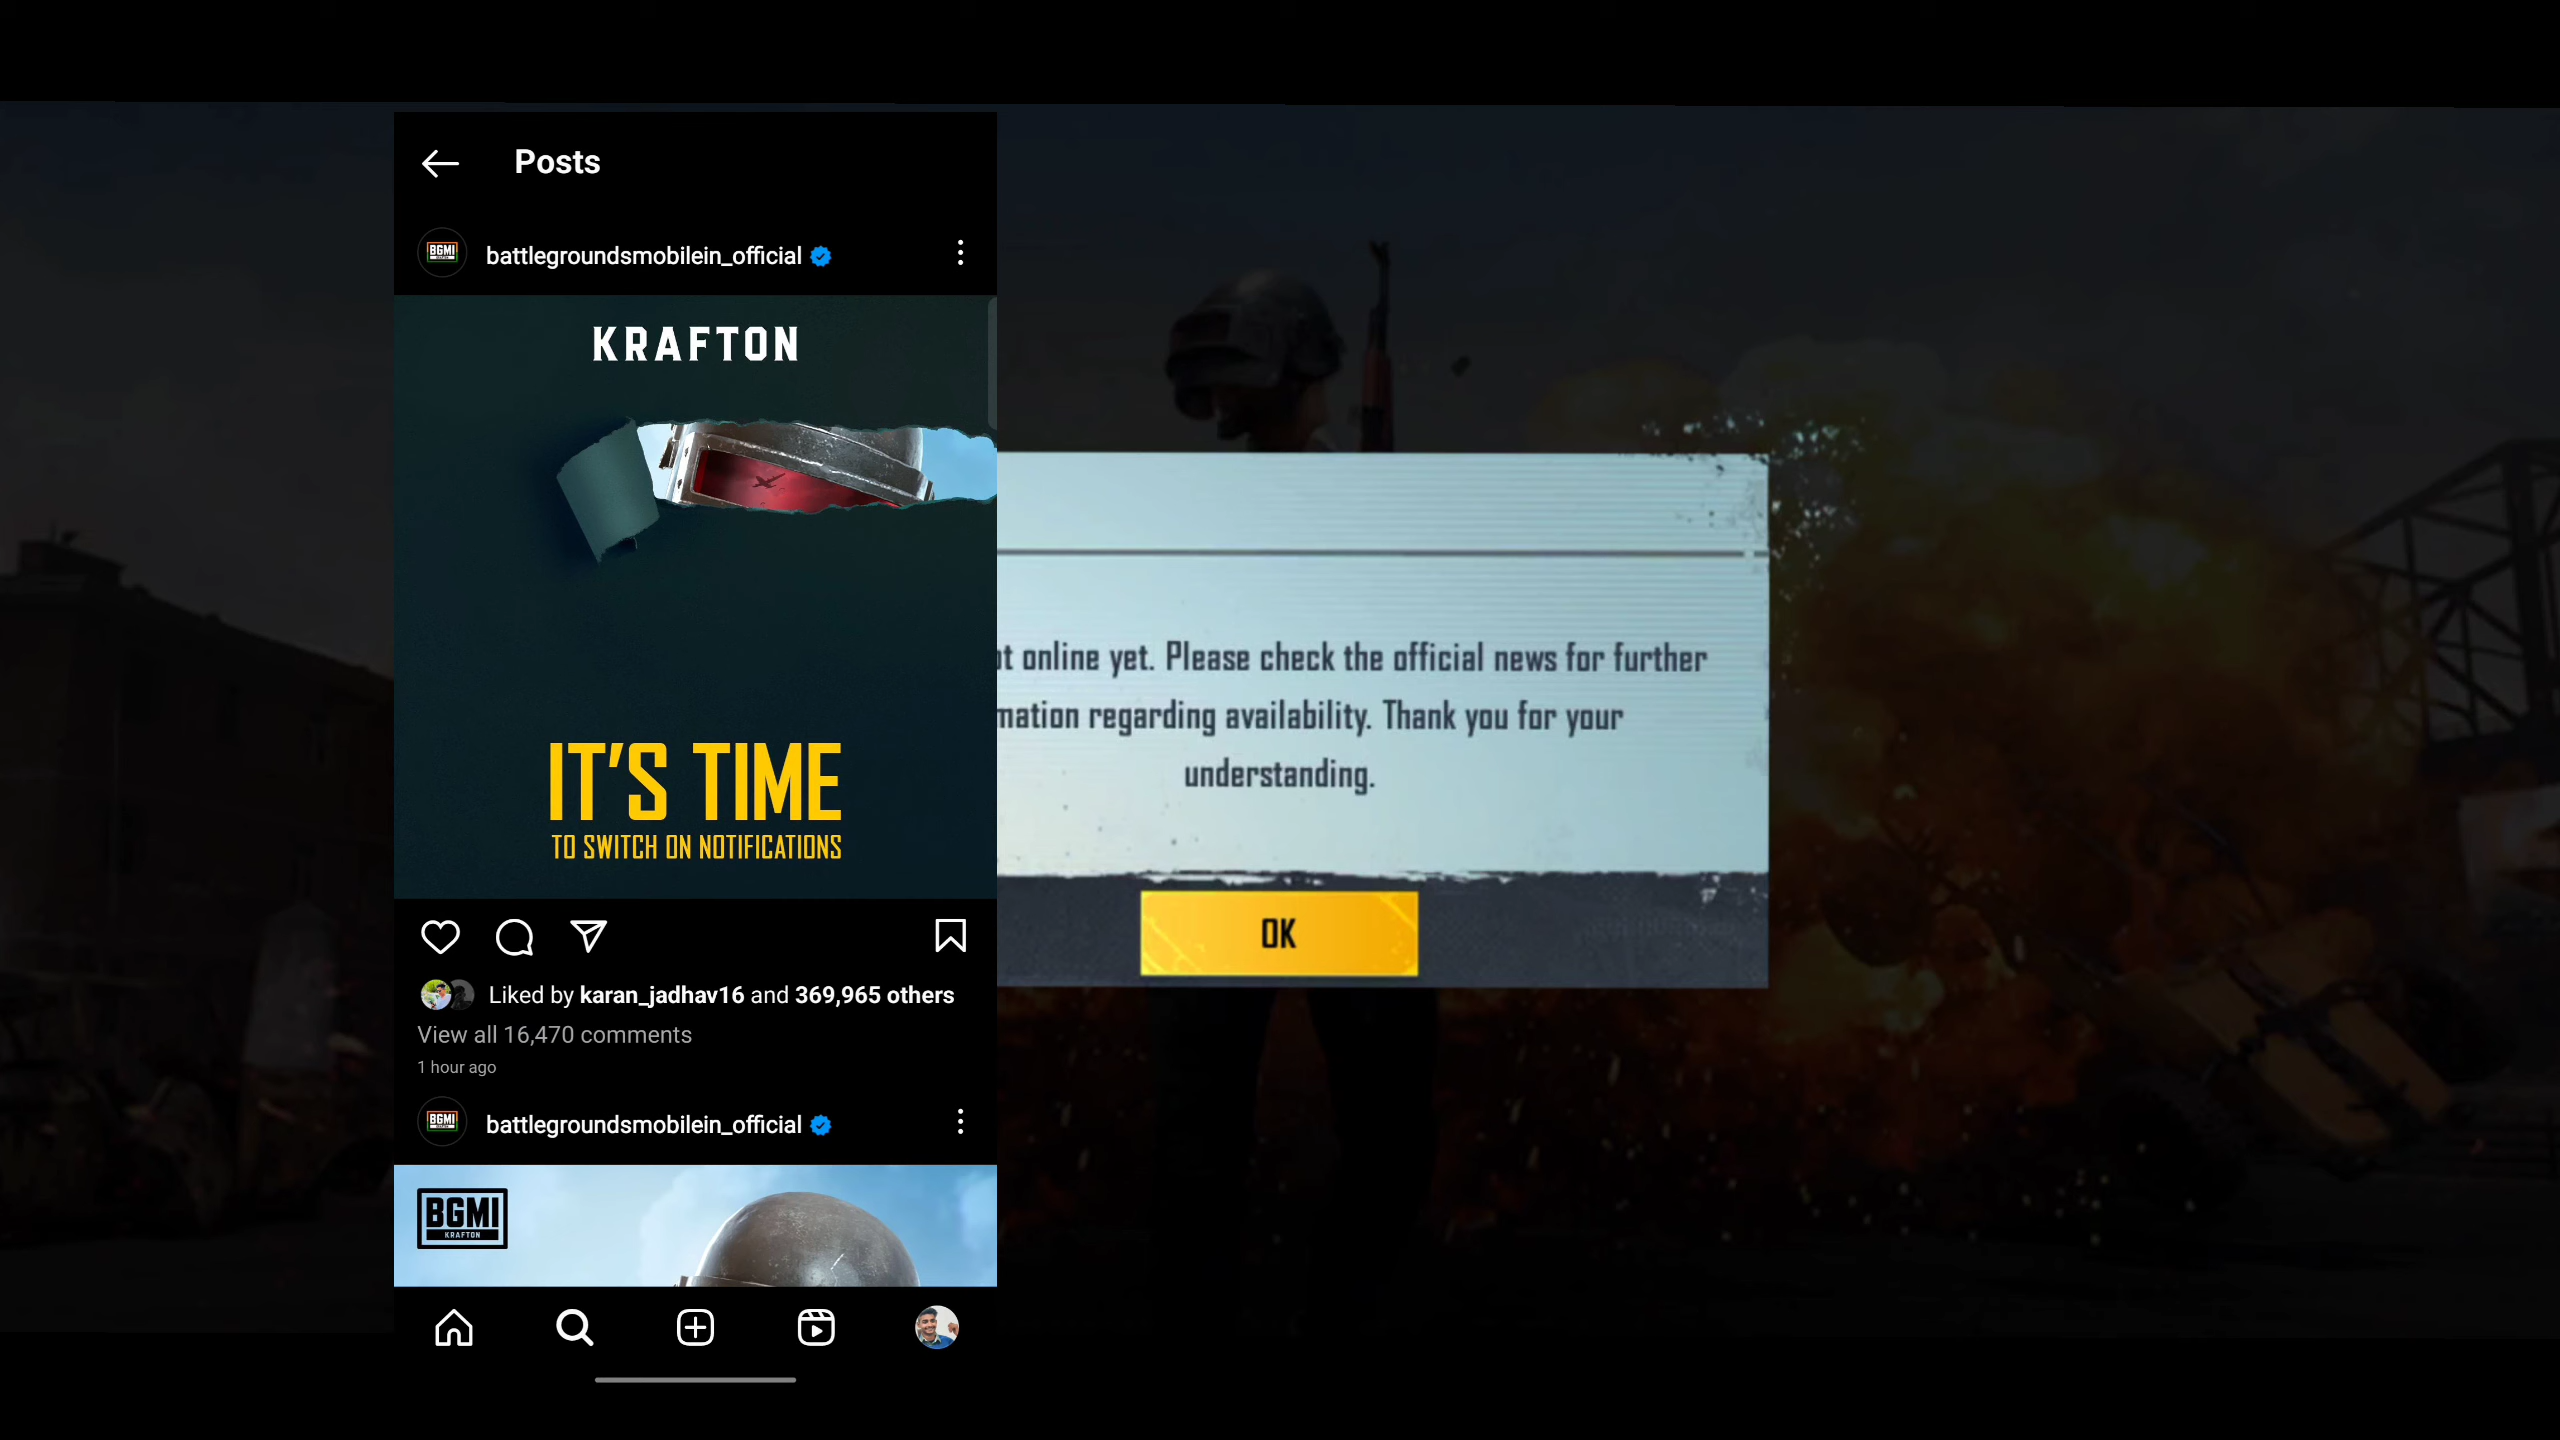 Posts
BGMI
battlegroundsmobilein_official
KRAFTON
IT'S TIME
TO SWITCH ON NOTIFICATIONS
Liked by karan_jadhav16 and 369,965 others
View all 16,470 comments
1 hour ago
BGMI
battlegroundsmobilein_official
BGMI
KRAFTON
online yet. Please check the official news for further
regarding availability. Thank you for your
understanding.
OK